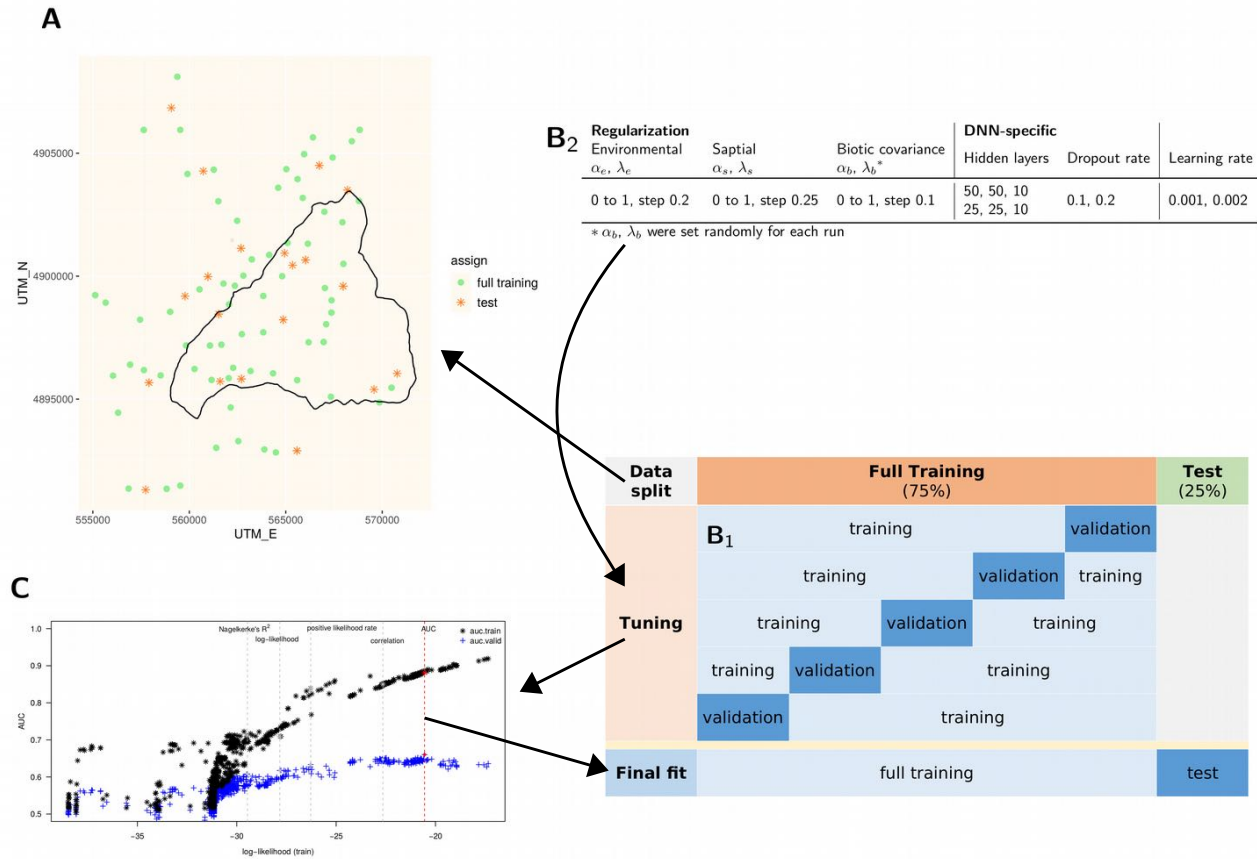 A
4905000
4900000
4895000
UTM_N
555000 560000 565000 570000
UTM_E
assign
full training
test
B2
Regularization DNN-specific
Environmental Saptial Biotic covariance Hidden layers Dropout rate Learning rate
αe, λe αs, λs αb, λb*
0 to 1, step 0.2 0 to 1, step 0.25 0 to 1, step 0.1 50, 50, 10 0.1, 0.2 0.001, 0.002
25, 25, 10
* αb, λb were set randomly for each run
Data split Full Training (75%) Test (25%)
B1
training validation
training validation training
Tuning training validation training
training validation training
validation training
Final fit full training test
C
Nagelkerke's R² positive likelihood rate AUC
log-likelihood correlation
auc.train
auc.valid
1.0
0.9
0.8
0.7
0.6
0.5
AUC
−35 −30 −25 −20
log-likelihood (train)